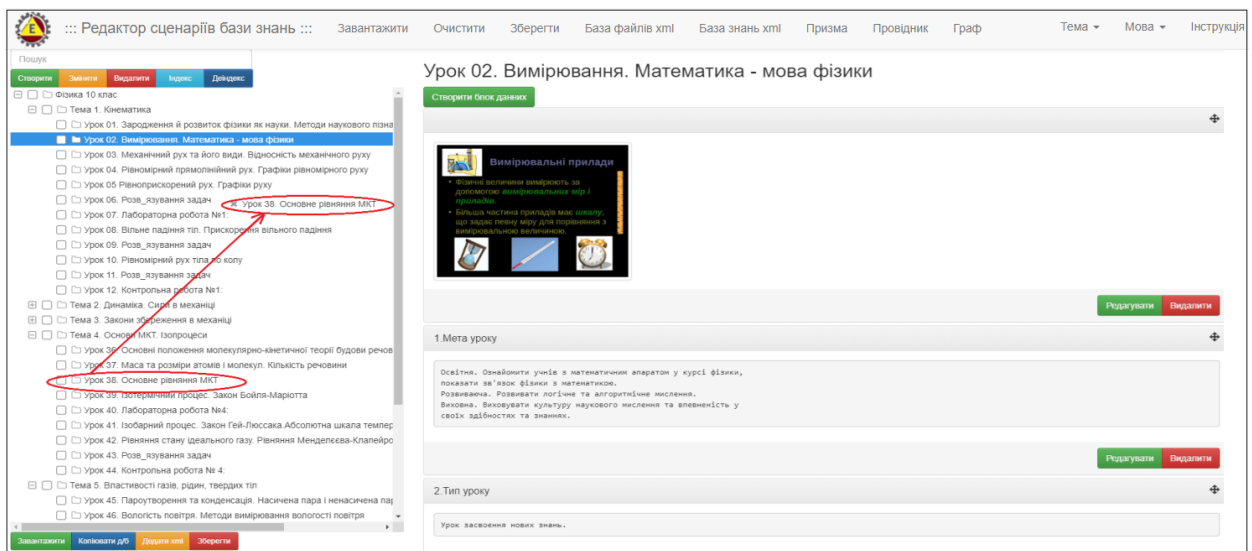 ::: Редактор сценаріїв бази знань ::: Завантажити Очистити Зберегти База файлів xml База знань xml Призма Провідник Граф Тема Мова Інструкція
Пошук
Створити Змінити Видалити Індекс Деіндекс
Фізика 10 клас
Тема 1. Кінематика
Урок 01. Зародження й розвиток фізики як науки. Методи наукового пізна
Урок 02. Вимірювання. Математика - мова фізики
Урок 03. Механічний рух та його види. Відносність механічного руху
Урок 04. Рівномірний прямолінійний рух. Графіки рівномірного руху
Урок 05 Рівноприскорений рух. Графіки руху
Урок 06. Розв_язування задач
Урок 38. Основне рівняння МКТ
Урок 07. Лабораторна робота №1:
Урок 08. Вільне падіння тіл. Прискорення вільного падіння
Урок 09. Розв_язування задач
Урок 10. Рівномірний рух тіла по колу
Урок 11. Розв_язування задач
Урок 12. Контрольна робота №1:
Тема 2. Динаміка. Сили в механіці
Тема 3. Закони збереження в механіці
Тема 4. Основи МКТ. Ізопроцеси
Урок 36. Основні положення молекулярно-кінетичної теорії будови речов
Урок 37. Маса та розміри атомів і молекул. Кількість речовини
Урок 38. Основне рівняння МКТ
Урок 39. Ізотермічний процес. Закон Бойля-Маріотта
Урок 40. Лабораторна робота №4:
Урок 41. Ізобарний процес. Закон Гей-Люссака.Абсолютна шкала темпер
Урок 42. Рівняння стану ідеального газу. Рівняння Менделєєва-Клапейро
Урок 43. Розв_язування задач
Урок 44. Контрольна робота № 4:
Тема 5. Властивості газів, рідин, твердих тіл
Урок 45. Пароутворення та конденсація. Насичена пара і ненасичена пар
Урок 46. Вологість повітря. Методи вимірювання вологості повітря
Завантажити Копіювати д/б Додати xml Зберегти
Урок 02. Вимірювання. Математика - мова фізики
Створити блок данних
Вимірювальні прилади
• Фізичні величини вимірюють за
допомогою вимірювальних мір і
приладів.
• Більша частина приладів має шкалу,
що задає певну міру для порівняння з
вимірювальною величиною.
Редагувати Видалити
1.Мета уроку
Освітня. Ознайомити учнів з математичним апаратом у курсі фізики,
показати зв'язок фізики з математикою.
Розвиваюча. Розвивати логічне та алгоритмічне мислення.
Виховна. Виховувати культуру наукового мислення та впевненість у
своїх здібностях та знаннях.
Редагувати Видалити
2.Тип уроку
Урок засвоення нових знань.